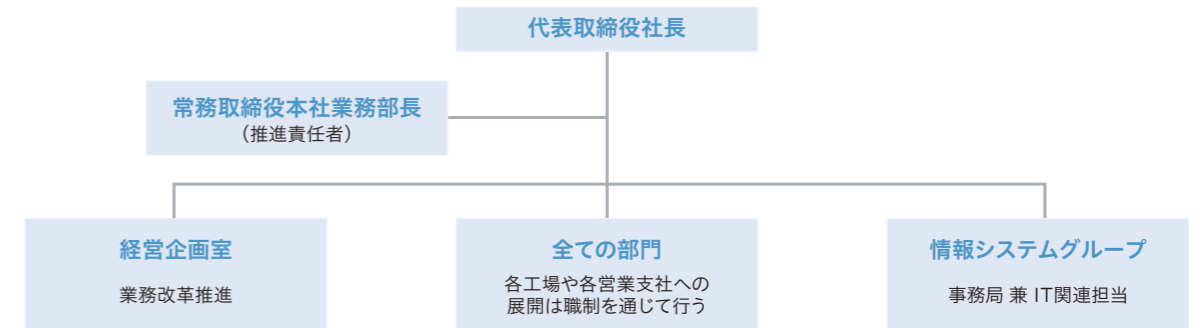 代表取締役社長
常務取締役本社業務部長
（推進責任者）
経営企画室
業務改革推進
全ての部門
各工場や各営業支社への
展開は職制を通じて行う
情報システムグループ
事務局 兼 IT関連担当